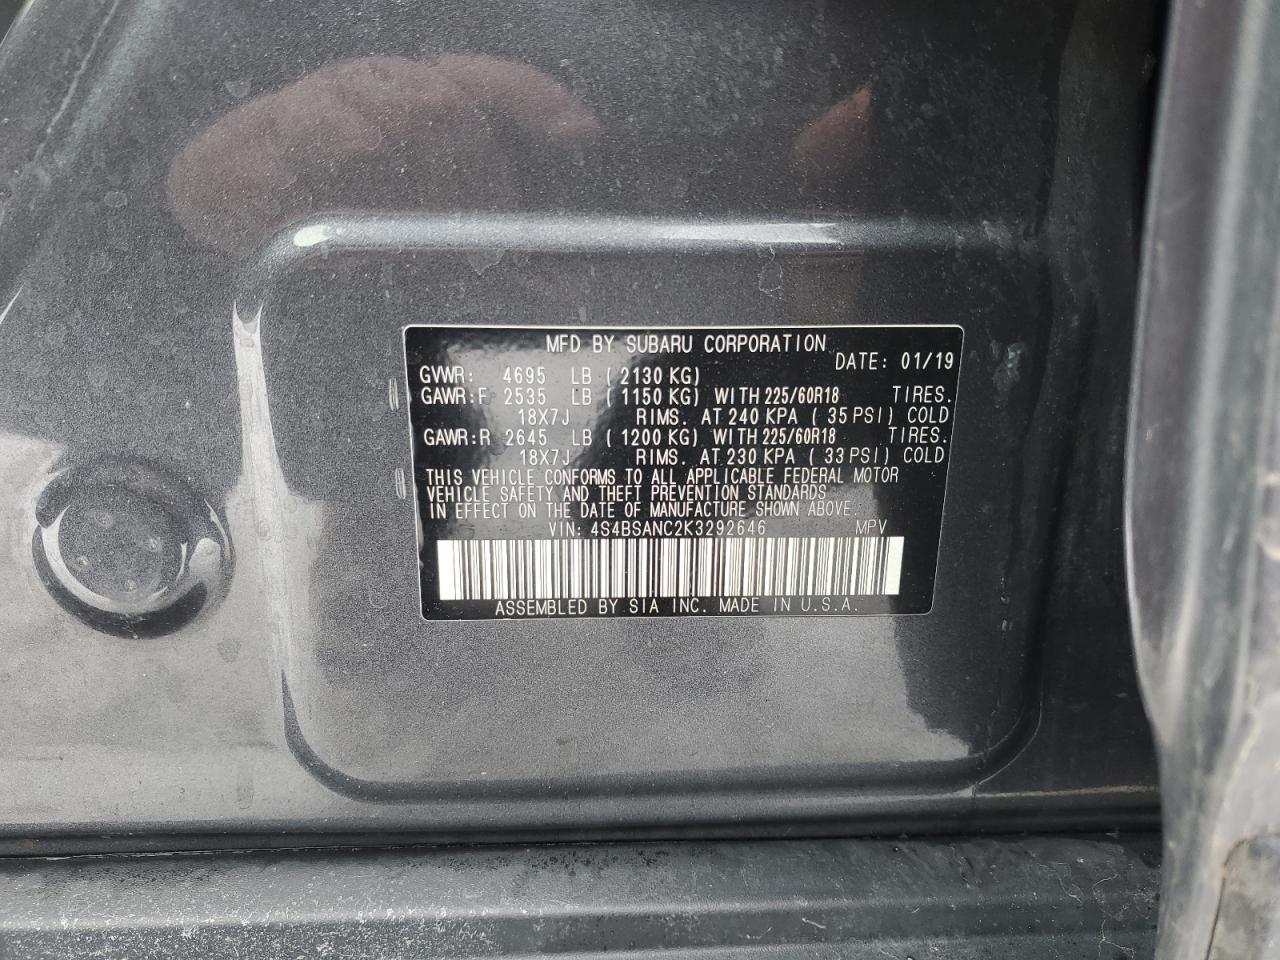 MFD BY SUBARU CORPORATION
DATE: 01/19
GVWR: 4695 LB ( 2130 KG)
GAWR:F 2535 LB ( 1150 KG) WITH 225/60R18 TIRES.
18X7J RIMS. AT 240 KPA ( 35 PSI) COLD
GAWR:R 2645 LB ( 1200 KG) WITH 225/60R18 TIRES.
18X7J RIMS. AT 230 KPA ( 33 PSI) COLD
THIS VEHICLE CONFORMS TO ALL APPLICABLE FEDERAL MOTOR
VEHICLE SAFETY AND THEFT PREVENTION STANDARDS
IN EFFECT ON THE DATE OF MANUFACTURE SHOWN ABOVE.
VIN: 4S4BSANC2K3292646 MPV
ASSEMBLED BY SIA INC. MADE IN U.S.A.